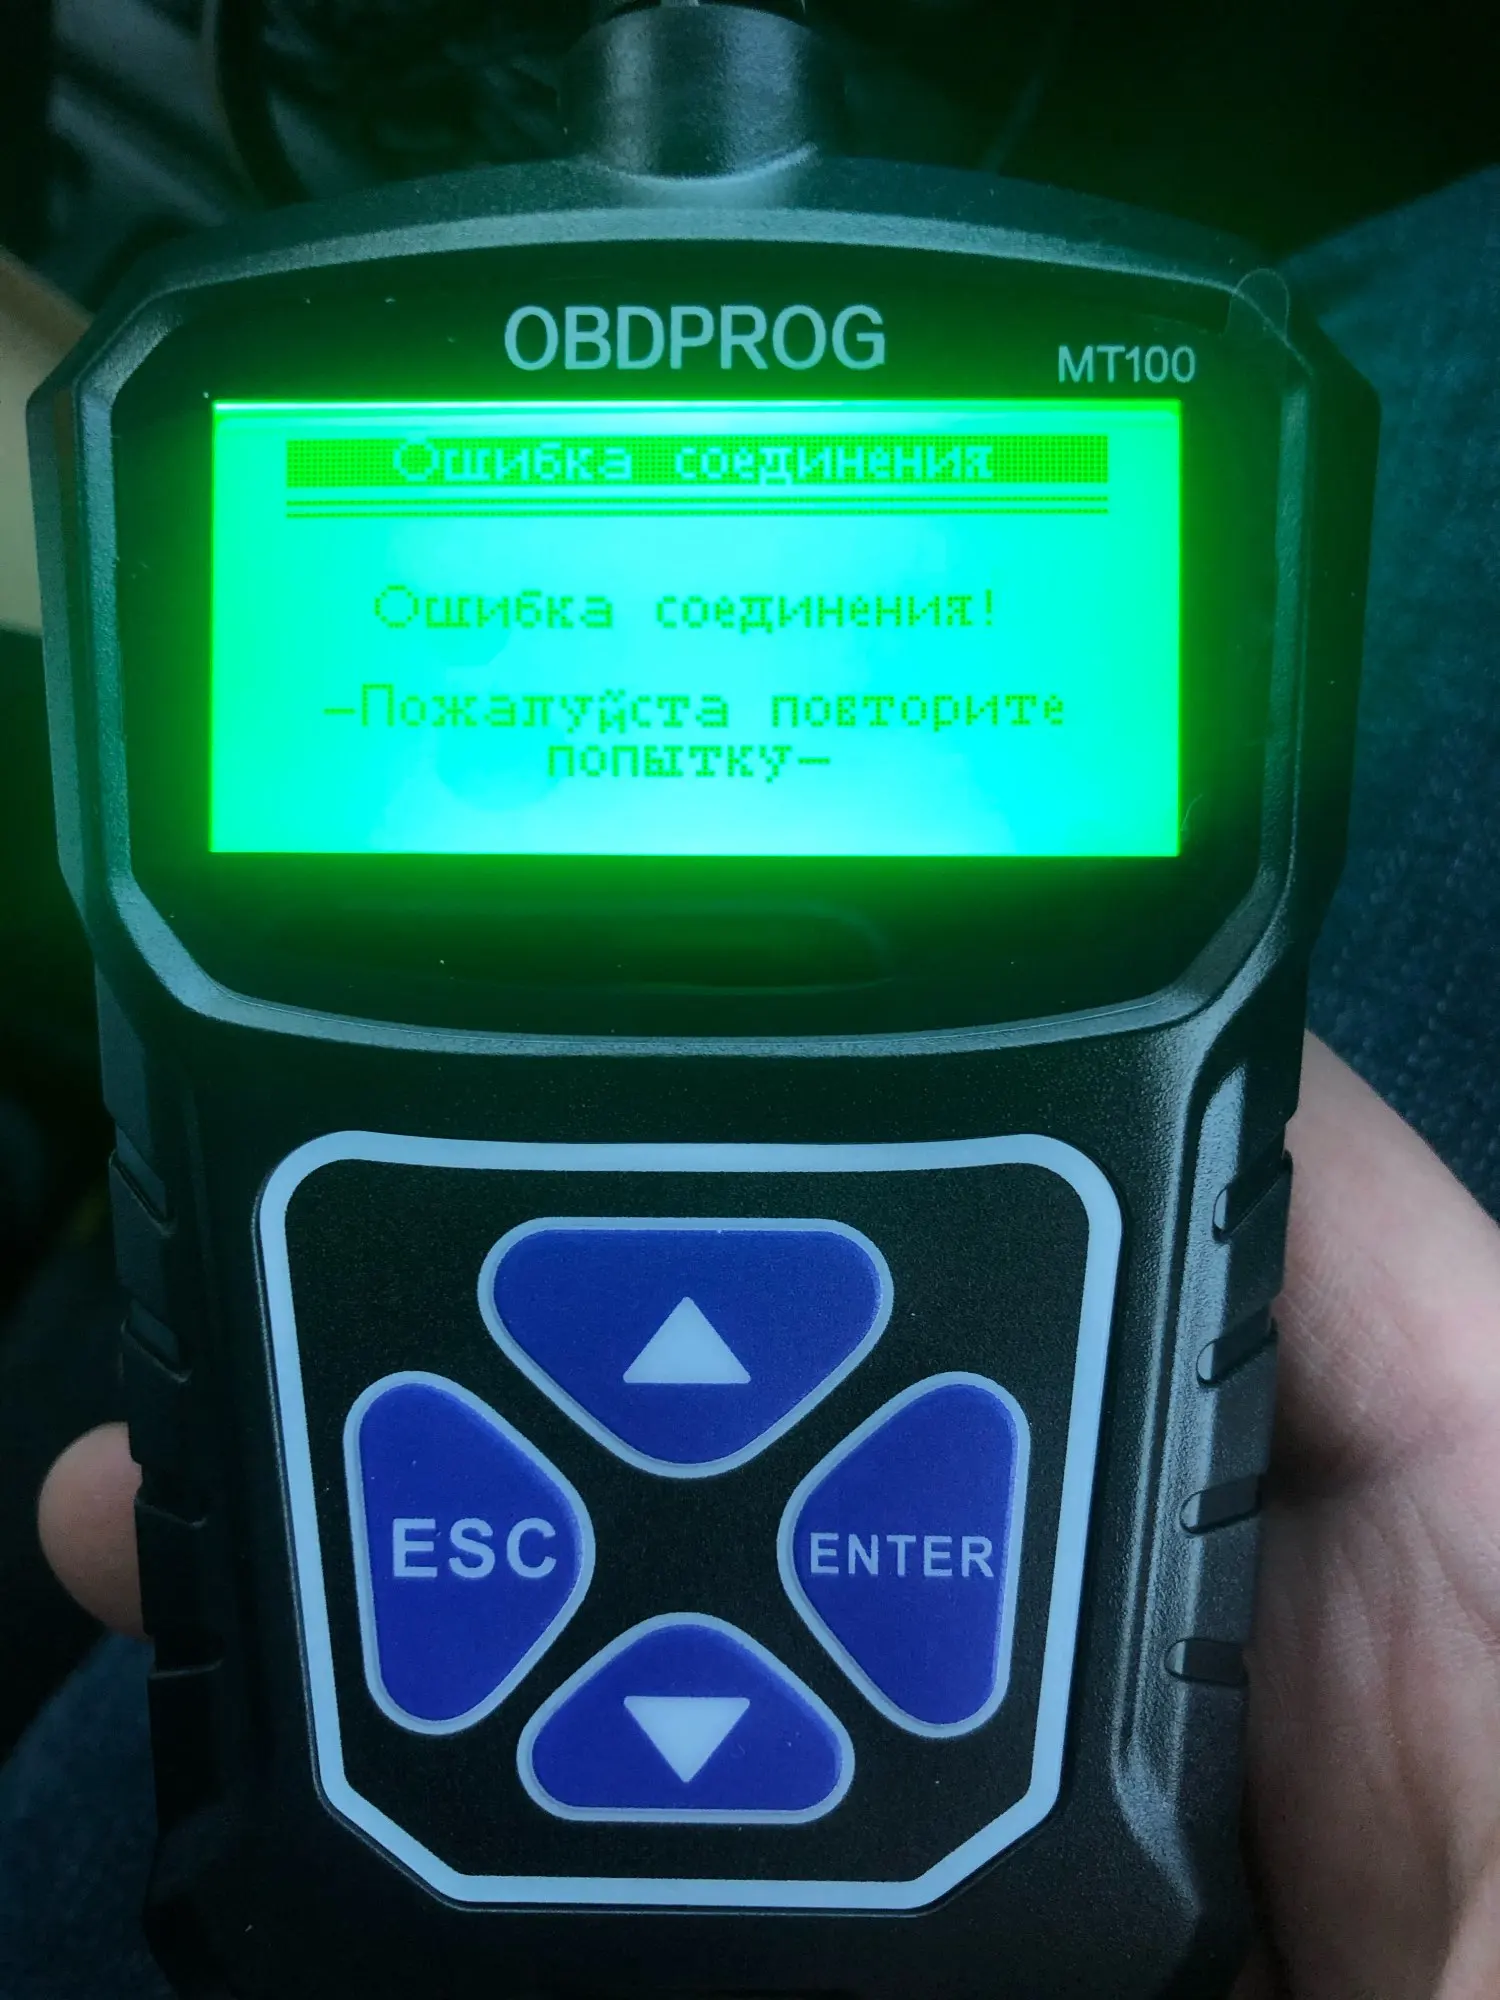 OBDPROG
MT100
Ошибка соединения
Ошибка соединения!
-Пожалуйста повторите
попытку-
ESC
ENTER